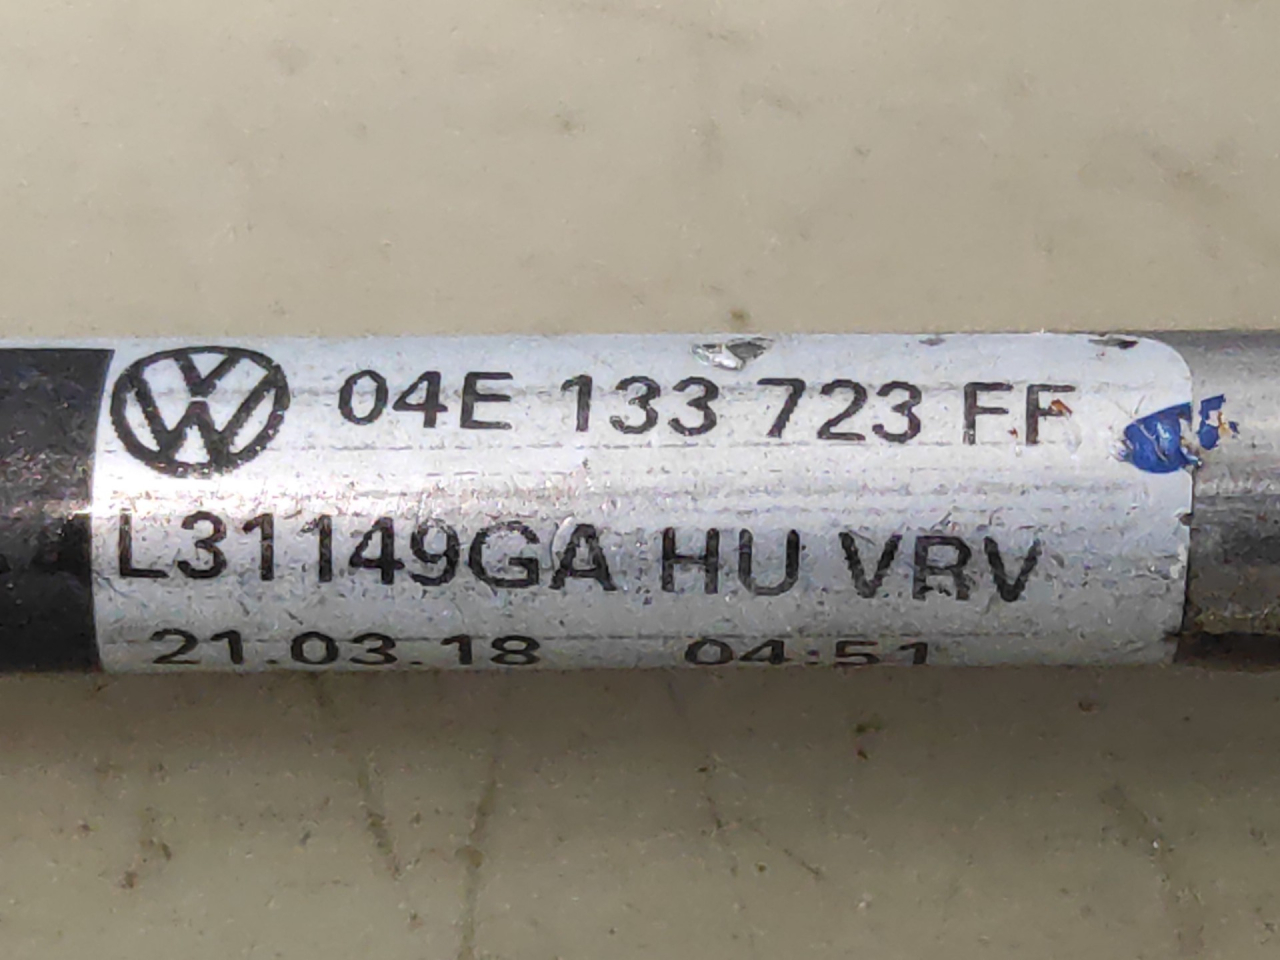 04E 133 723 FF
L31149GA HU VRV
21.03.18 04:51